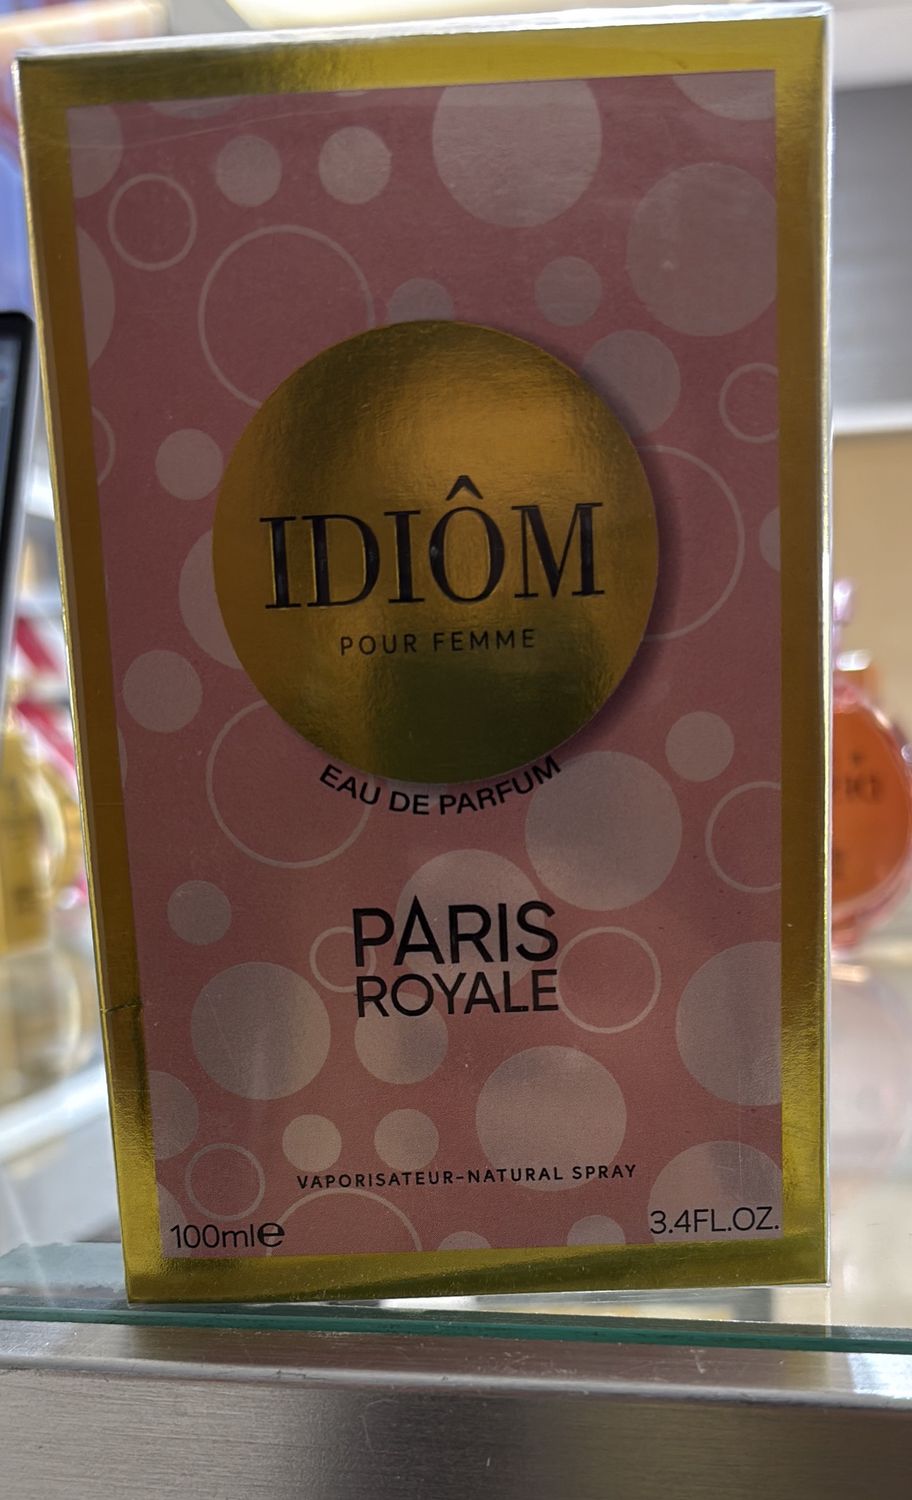 IDIÔM
POUR FEMME
EAU DE PARFUM
PARIS
ROYALE
VAPORISATEUR-NATURAL SPRAY
100ml℮
3.4FL.OZ.